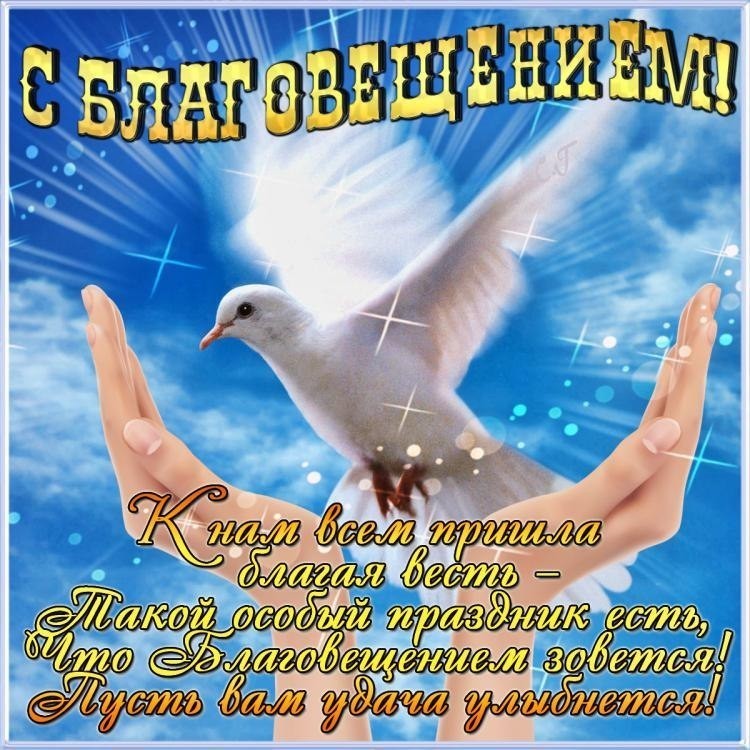 С БЛАГОВЕЩЕНИЕМ!
Е.Г
К нам всем пришла
благая весть –
Такой особый праздник есть,
Что Благовещением зовется!
Пусть вам удача улыбнется!